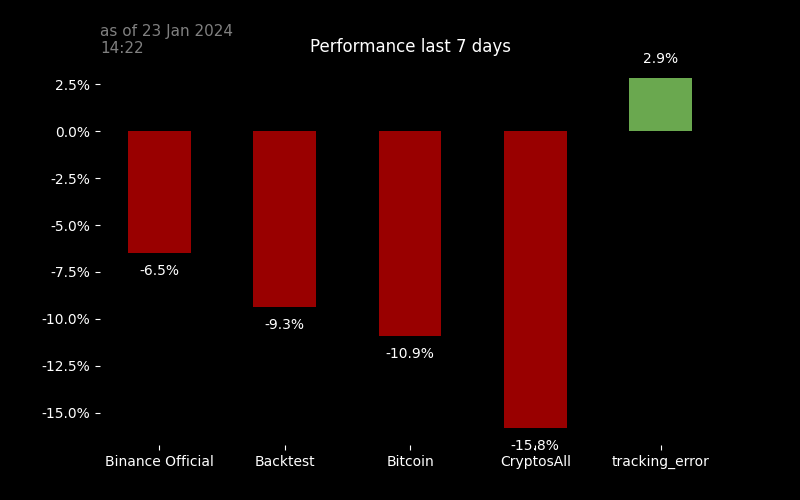 as of 23 Jan 2024
14:22
Performance last 7 days
2.9%
2.5%
0.0%
-2.5%
-5.0%
-7.5%
-10.0%
-12.5%
-15.0%
-6.5%
-9.3%
-10.9%
-15.8%
Binance Official
Backtest
Bitcoin
CryptosAll
tracking_error